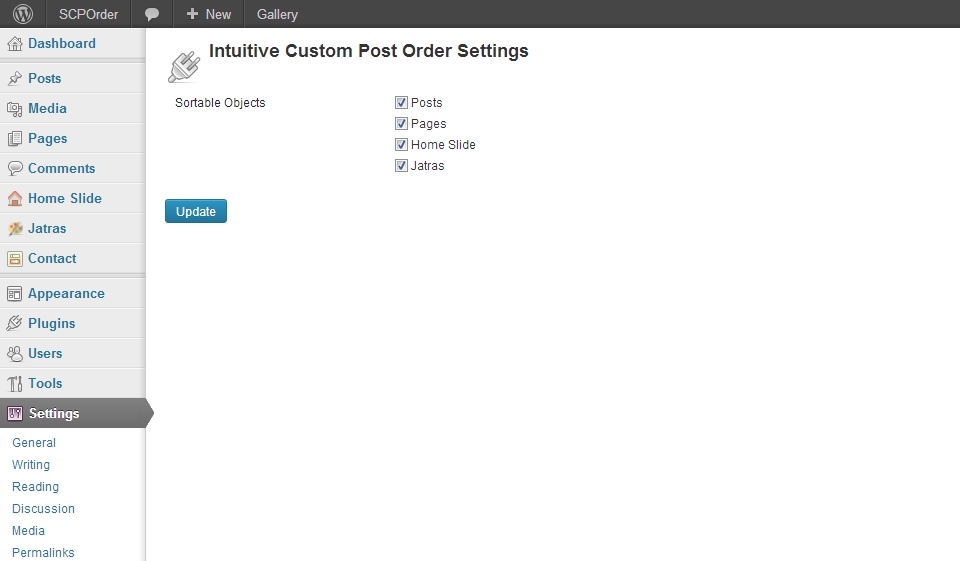 SCPOrder New Gallery
Dashboard
Posts
Media
Pages
Comments
Home Slide
Jatras
Contact
Appearance
Plugins
Users
Tools
Settings
General
Writing
Reading
Discussion
Media
Permalinks
Intuitive Custom Post Order Settings
Sortable Objects
Posts
Pages
Home Slide
Jatras
Update